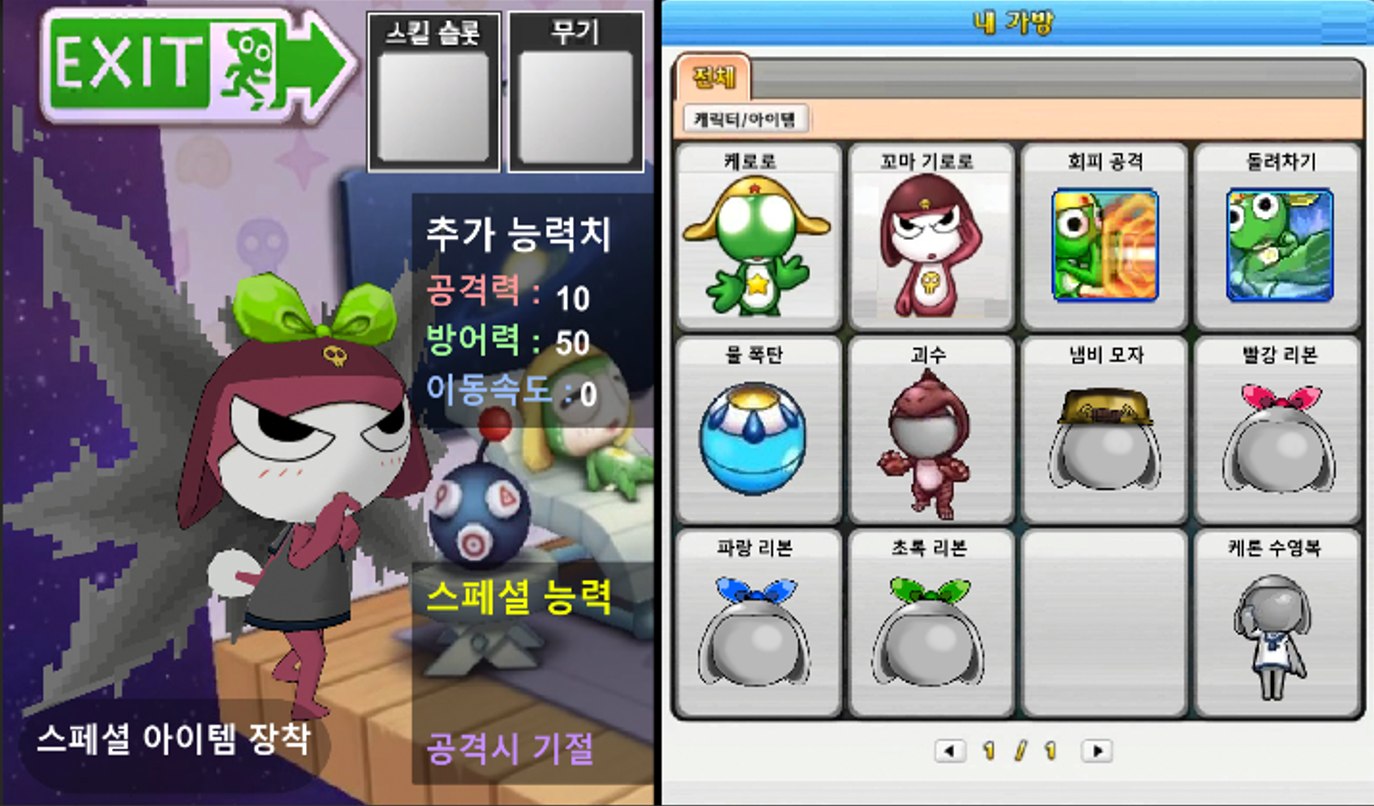 EXIT
스킬 슬롯
무기
추가 능력치
공격력 : 10
방어력 : 50
이동속도 : 0
스페셜 능력
공격시 기절
스페셜 아이템 장착
내 가방
전체
캐릭터/아이템
케로로
꼬마 기로로
회피 공격
돌려차기
물 폭탄
괴수
냄비 모자
빨강 리본
파랑 리본
초록 리본
케론 수영복
1 / 1